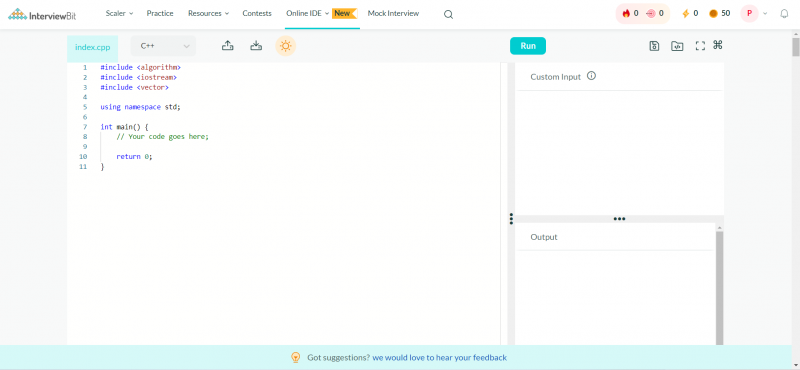 InterviewBit Scaler Practice Resources Contests Online IDE New Mock Interview 0 0 0 50 P
index.cpp C++ Run
1 #include <algorithm>
2 #include <iostream>
3 #include <vector>
4
5 using namespace std;
6
7 int main() {
8 // Your code goes here;
9
10 return 0;
11 }
Custom Input
Output
Got suggestions? we would love to hear your feedback